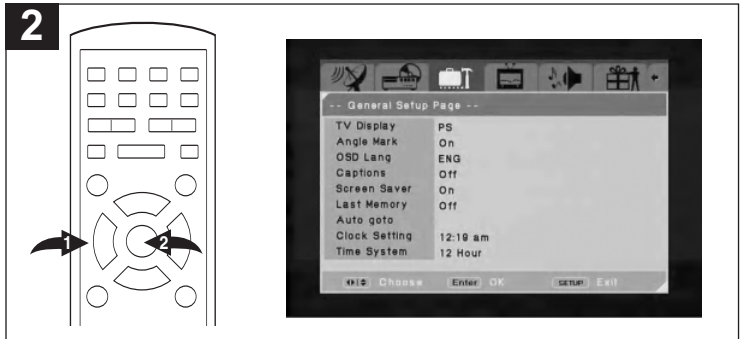 2
1
2
-- General Setup Page --
TV Display PS
Angle Mark On
OSD Lang ENG
Captions Off
Screen Saver On
Last Memory Off
Auto goto
Clock Setting 12:19 am
Time System 12 Hour
Choose Enter OK SETUP Exit